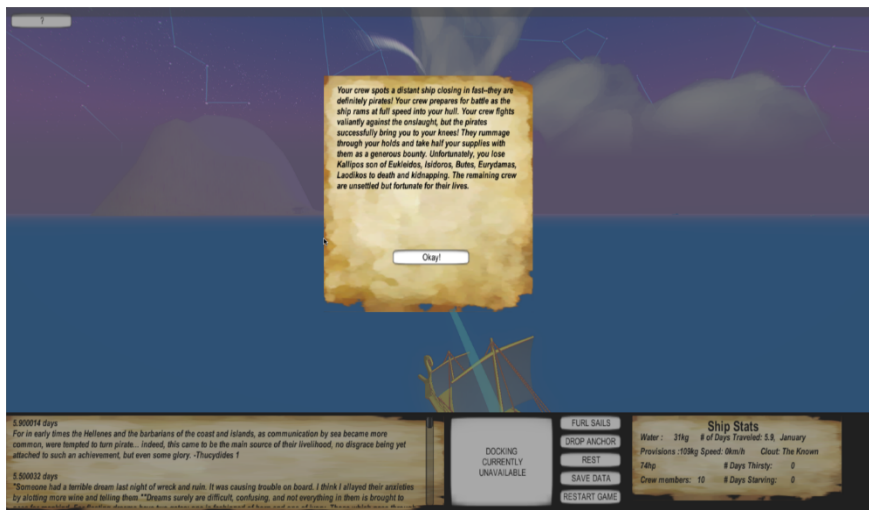 ?
Your crew spots a distant ship closing in fast--they are
definitely pirates! Your crew prepares for battle as the
ship rams at full speed into your hull. Your crew fights
valiantly against the onslaught, but the pirates
successfully bring you to your knees! They rummage
through your holds and take half your supplies with
them as a generous bounty. Unfortunately, you lose
Kallipos son of Eukleidos, Isidoros, Butes, Eurydamas,
Laodikos to death and kidnapping. The remaining crew
are unsettled but fortunate for their lives.
Okay!
5.900014 days
For in early times the Hellenes and the barbarians of the coast and islands, as communication by sea became more
common, were tempted to turn pirate... indeed, this came to be the main source of their livelihood, no disgrace being yet
attached to such an achievement, but even some glory. -Thucydides 1
5.500032 days
"Someone had a terrible dream last night of wreck and ruin. It was causing trouble on board. I think I allayed their anxieties
by alloting more wine and telling them "Dreams surely are difficult, confusing, and not everything in them is brought to
DOCKING
CURRENTLY
UNAVAILABLE
FURL SAILS
DROP ANCHOR
REST
SAVE DATA
RESTART GAME
Ship Stats
Water : 31kg # of Days Traveled: 5.9, January
Provisions :109kg Speed: 0km/h Clout: The Known
74hp # Days Thirsty: 0
Crew members: 10 # Days Starving: 0